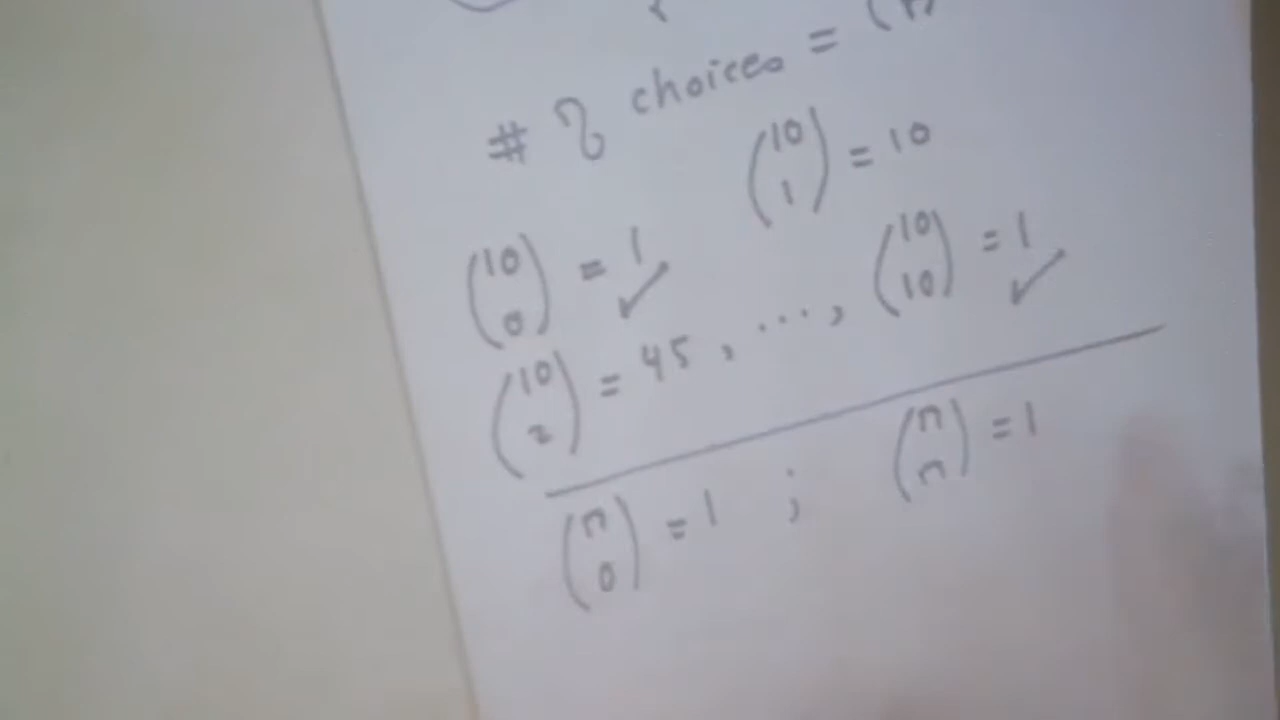 # of choices = (n
(10 1) = 10
(10 0) = 1 ✓
(10 2) = 45 , ... , (10 10) = 1 ✓
(n 0) = 1 ; (n n) = 1